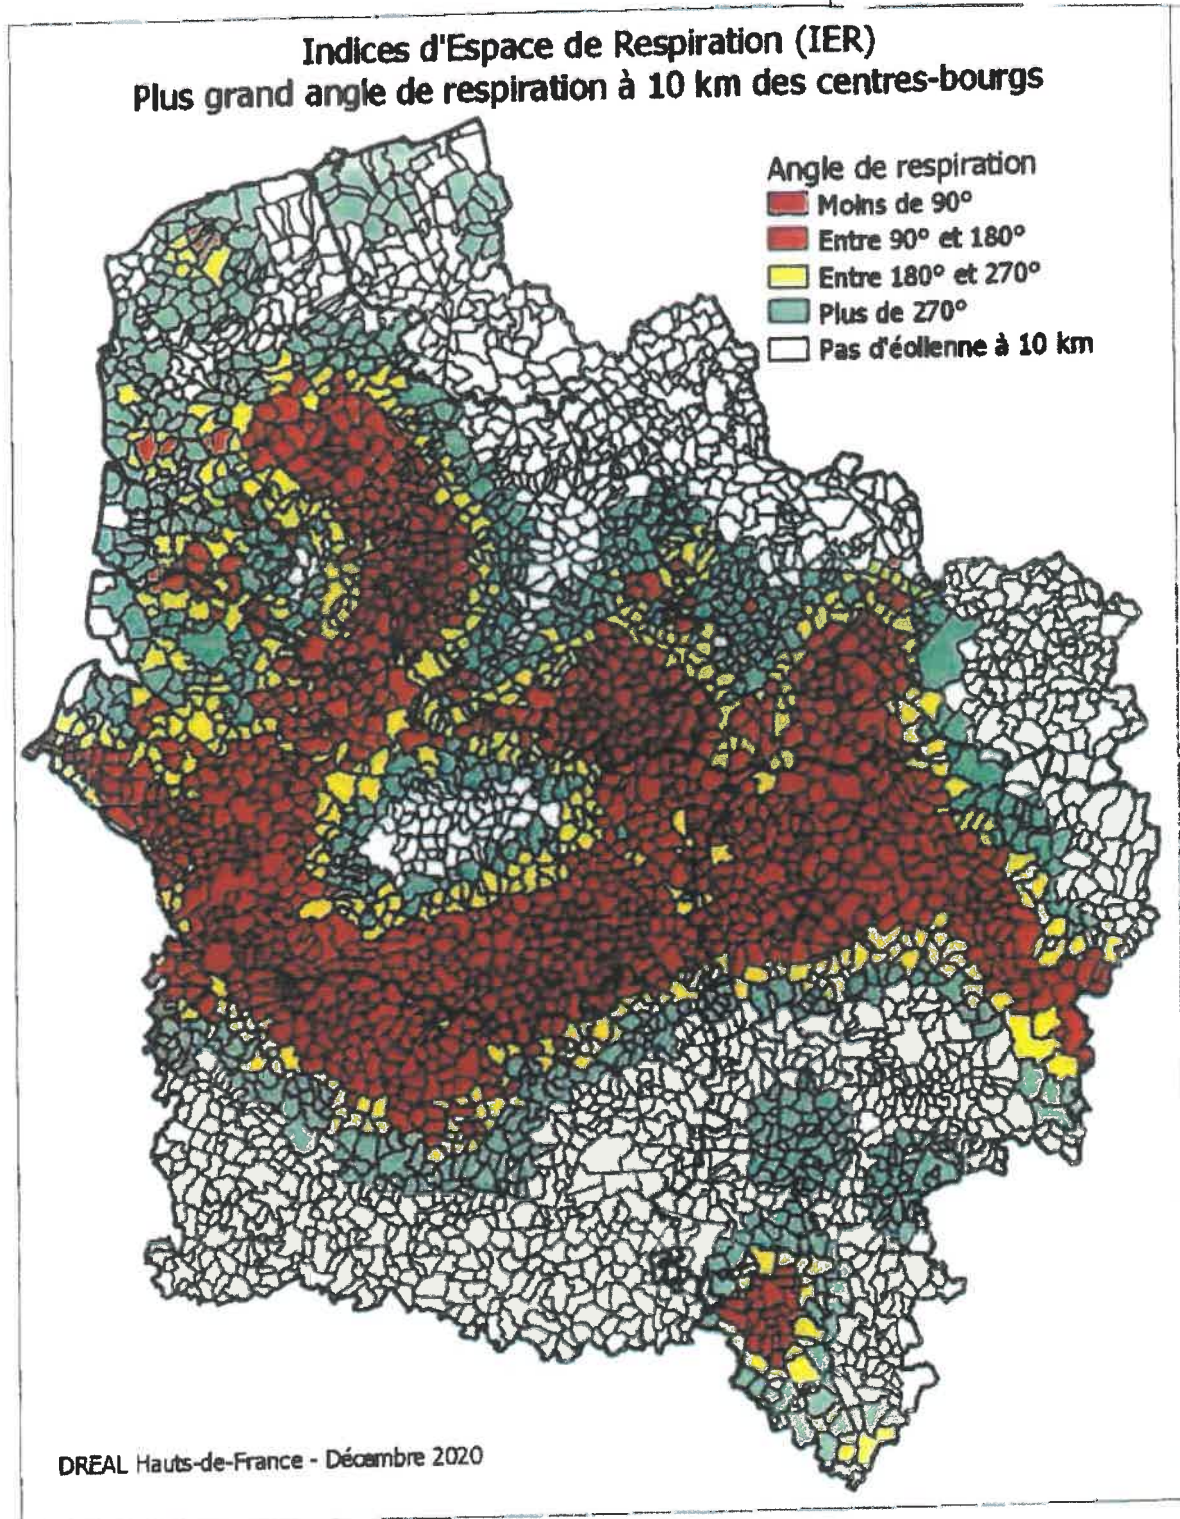 Indices d'Espace de Respiration (IER)
Plus grand angle de respiration à 10 km des centres-bourgs
Angle de respiration
Moins de 90°
Entre 90° et 180°
Entre 180° et 270°
Plus de 270°
Pas d'éolienne à 10 km
DREAL Hauts-de-France - Décembre 2020